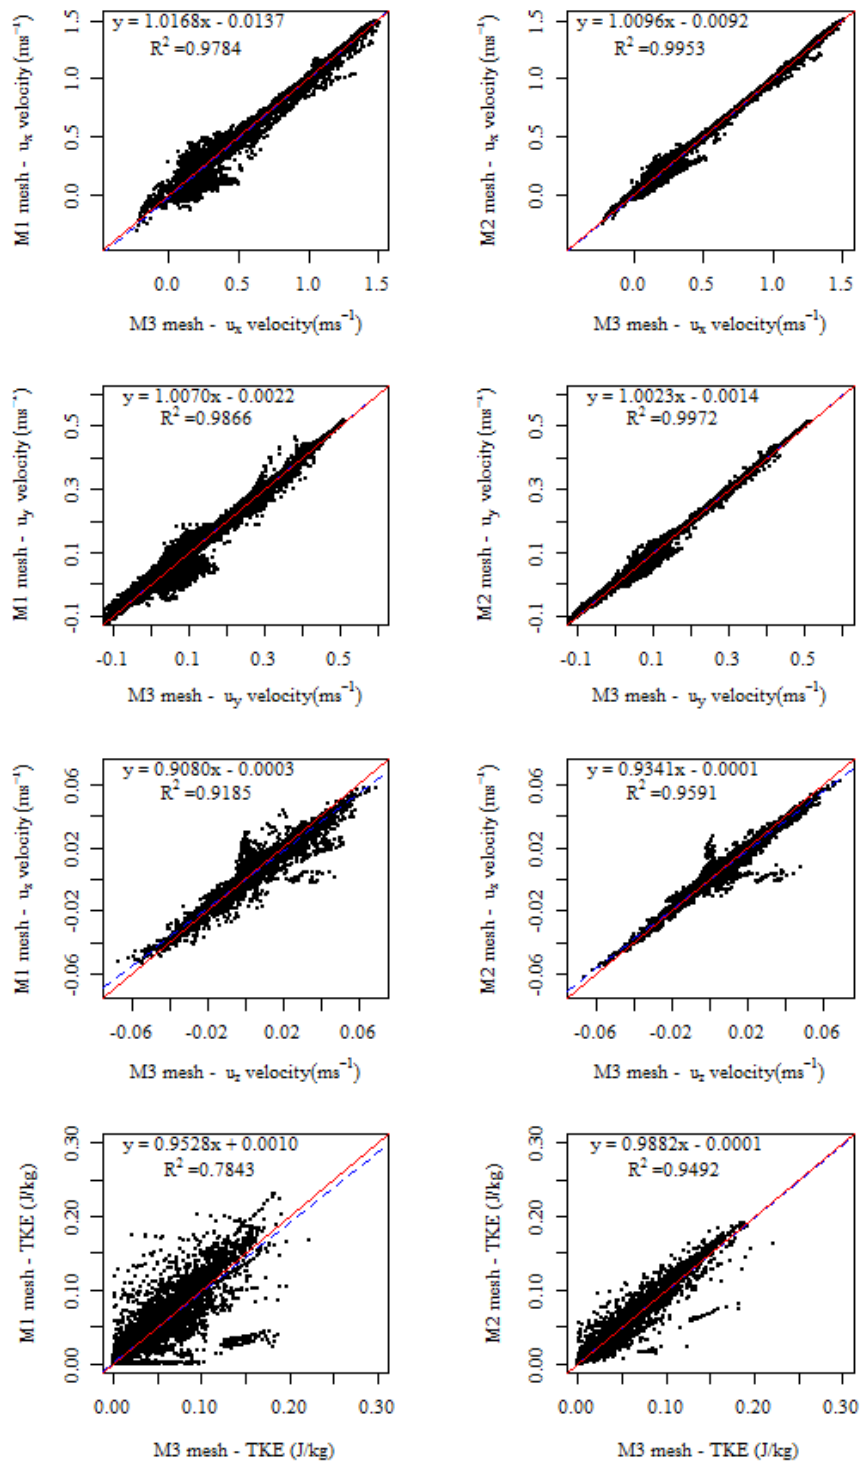 y = 1.0168x - 0.0137
R² =0.9784
M1 mesh - uₓ velocity (ms⁻¹)
0.0 0.5 1.0 1.5
0.0 0.5 1.0 1.5
M3 mesh - uₓ velocity(ms⁻¹)
y = 1.0096x - 0.0092
R² =0.9953
M2 mesh - uₓ velocity (ms⁻¹)
0.0 0.5 1.0 1.5
0.0 0.5 1.0 1.5
M3 mesh - uₓ velocity(ms⁻¹)
y = 1.0070x - 0.0022
R² =0.9866
M1 mesh - u_y velocity (ms⁻¹)
-0.1 0.1 0.3 0.5
-0.1 0.1 0.3 0.5
M3 mesh - u_y velocity(ms⁻¹)
y = 1.0023x - 0.0014
R² =0.9972
M2 mesh - u_y velocity (ms⁻¹)
-0.1 0.1 0.3 0.5
-0.1 0.1 0.3 0.5
M3 mesh - u_y velocity(ms⁻¹)
y = 0.9080x - 0.0003
R² =0.9185
M1 mesh - u_z velocity (ms⁻¹)
-0.06 -0.02 0.02 0.06
-0.06 -0.02 0.02 0.06
M3 mesh - u_z velocity(ms⁻¹)
y = 0.9341x - 0.0001
R² =0.9591
M2 mesh - u_z velocity (ms⁻¹)
-0.06 -0.02 0.02 0.06
-0.06 -0.02 0.02 0.06
M3 mesh - u_z velocity(ms⁻¹)
y = 0.9528x + 0.0010
R² =0.7843
M1 mesh - TKE (J/kg)
0.00 0.10 0.20 0.30
0.00 0.10 0.20 0.30
M3 mesh - TKE (J/kg)
y = 0.9882x - 0.0001
R² =0.9492
M2 mesh - TKE (J/kg)
0.00 0.10 0.20 0.30
0.00 0.10 0.20 0.30
M3 mesh - TKE (J/kg)